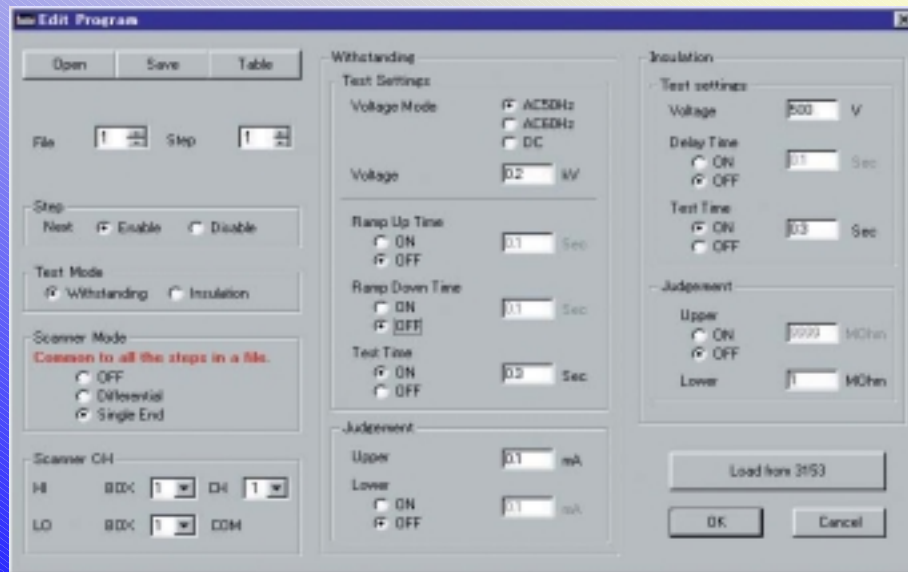 Edit Program
Open Save Table
File 1 Step 1
Step
Next Enable Disable
Test Mode
Withstanding Insulation
Scanner Mode
Common to all the steps in a file.
OFF
Differential
Single End
Scanner CH
HI BOX 1 CH 1
LO BOX 1 COM
Withstanding
Test Settings
Voltage Mode AC50Hz
AC60Hz
DC
Voltage 0.2 kV
Ramp Up Time
ON 0.1 Sec
OFF
Ramp Down Time
ON 0.1 Sec
OFF
Test Time
ON 0.3 Sec
OFF
Judgement
Upper 0.1 mA
Lower
ON 0.1 mA
OFF
Insulation
Test settings
Voltage 500 V
Delay Time
ON 0.1 Sec
OFF
Test Time
ON 0.3 Sec
OFF
Judgement
Upper
ON 9999 MOhm
OFF
Lower 1 MOhm
Load from 3153
OK Cancel